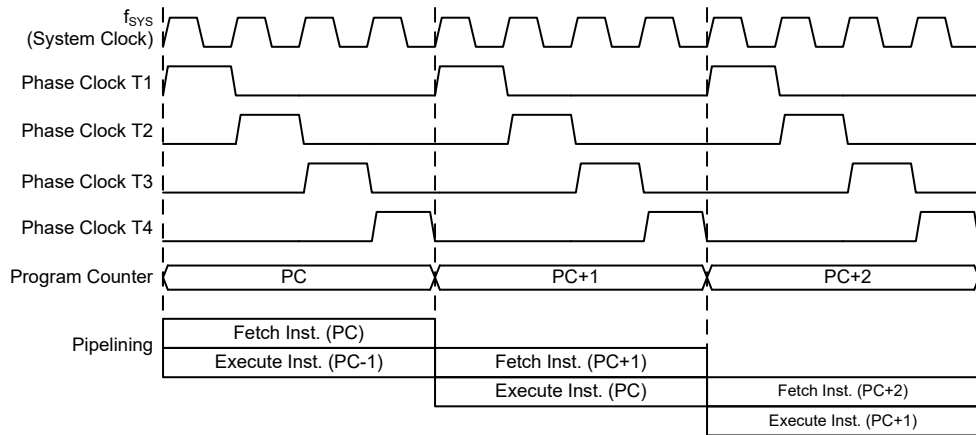 fSYS
(System Clock)
Phase Clock T1
Phase Clock T2
Phase Clock T3
Phase Clock T4
Program Counter PC PC+1 PC+2
Pipelining
Fetch Inst. (PC)
Execute Inst. (PC-1) Fetch Inst. (PC+1)
Execute Inst. (PC) Fetch Inst. (PC+2)
Execute Inst. (PC+1)